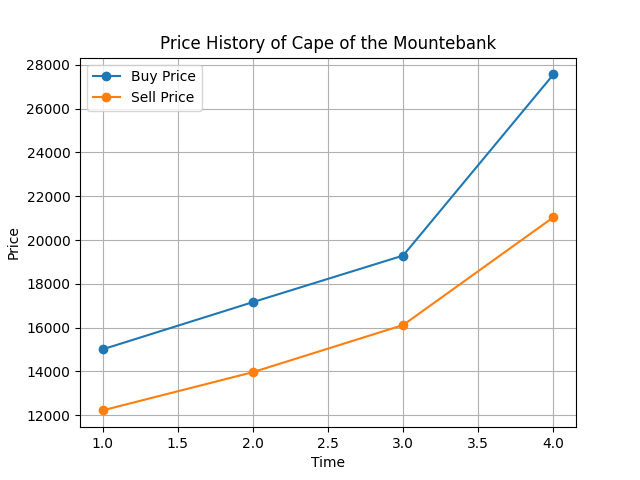 Price History of Cape of the Mountebank
Buy Price
Sell Price
28000
26000
24000
22000
20000
18000
16000
14000
12000
Price
1.0 1.5 2.0 2.5 3.0 3.5 4.0
Time